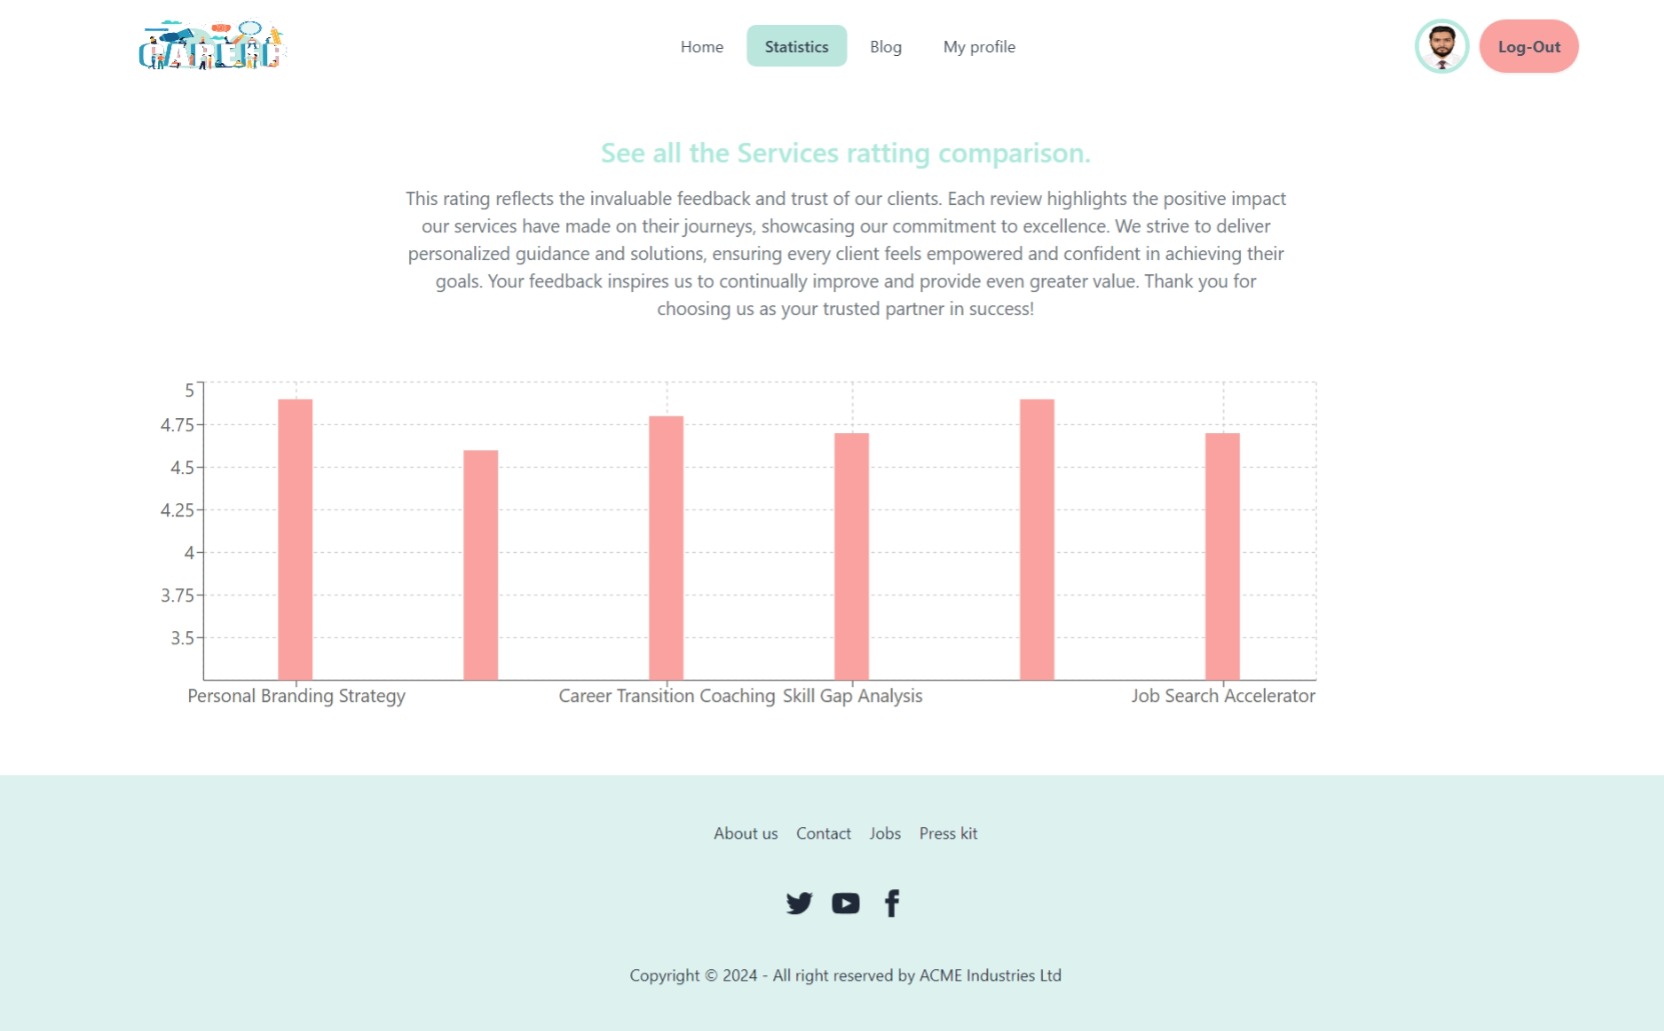 CAREER
Home Statistics Blog My profile Log-Out
See all the Services ratting comparison.
This rating reflects the invaluable feedback and trust of our clients. Each review highlights the positive impact
our services have made on their journeys, showcasing our commitment to excellence. We strive to deliver
personalized guidance and solutions, ensuring every client feels empowered and confident in achieving their
goals. Your feedback inspires us to continually improve and provide even greater value. Thank you for
choosing us as your trusted partner in success!
5
4.75
4.5
4.25
4
3.75
3.5
Personal Branding Strategy Career Transition Coaching Skill Gap Analysis Job Search Accelerator
About us Contact Jobs Press kit
Copyright © 2024 - All right reserved by ACME Industries Ltd